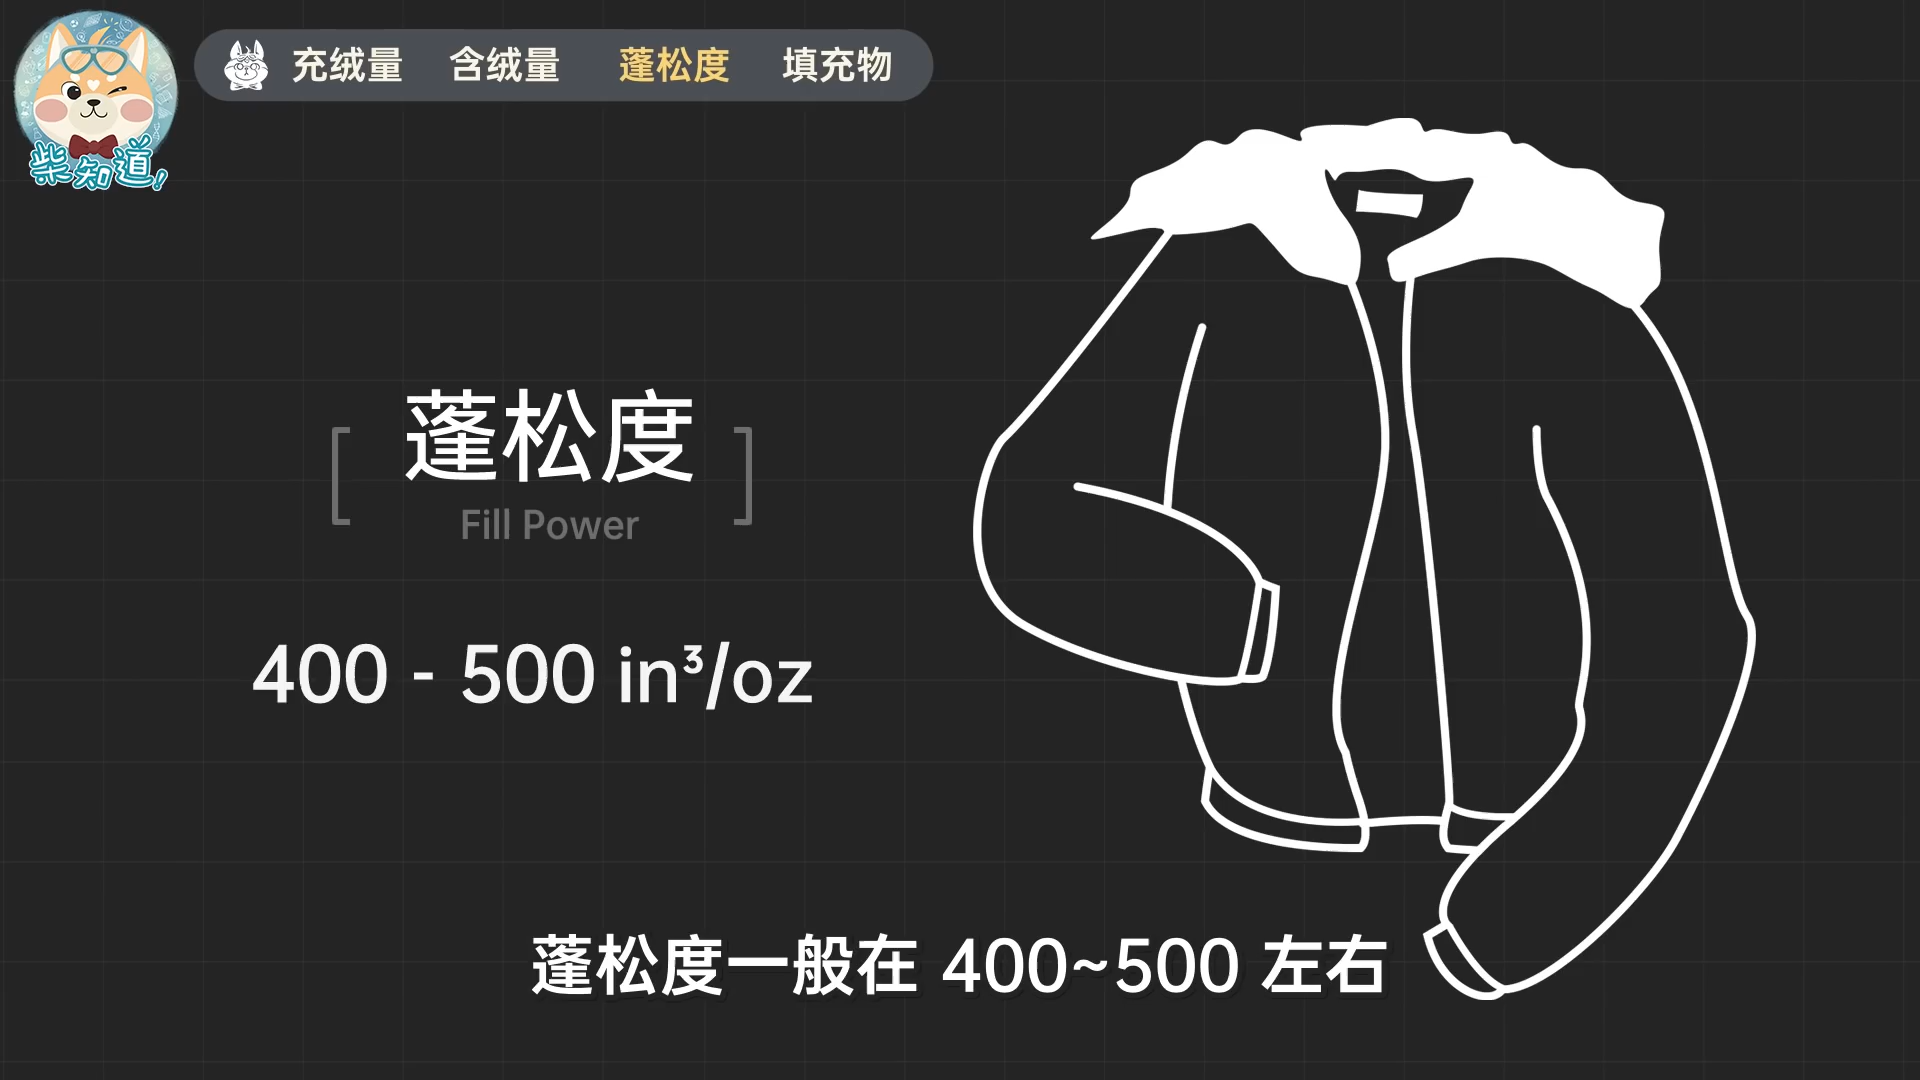 柴知道!
充绒量 含绒量 蓬松度 填充物
蓬松度
Fill Power
400 - 500 in³/oz
蓬松度一般在 400~500 左右